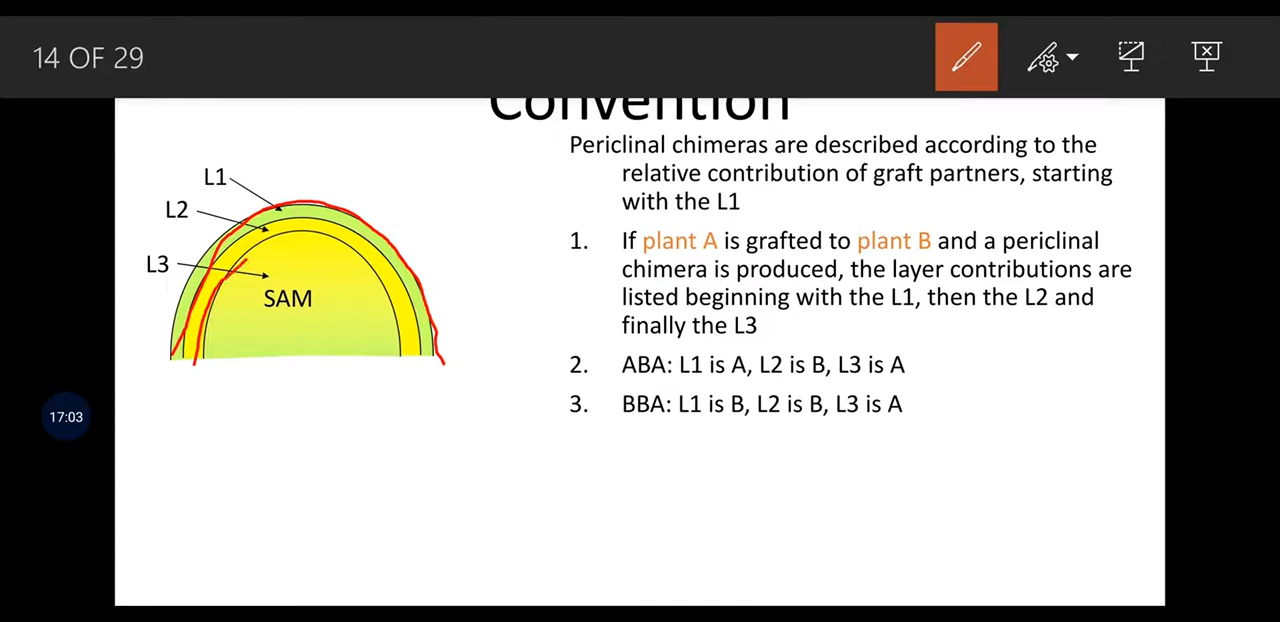 14 OF 29
Convention
L1
L2
L3
SAM
Periclinal chimeras are described according to the
relative contribution of graft partners, starting
with the L1
1. If plant A is grafted to plant B and a periclinal
chimera is produced, the layer contributions are
listed beginning with the L1, then the L2 and
finally the L3
2. ABA: L1 is A, L2 is B, L3 is A
3. BBA: L1 is B, L2 is B, L3 is A
17:03